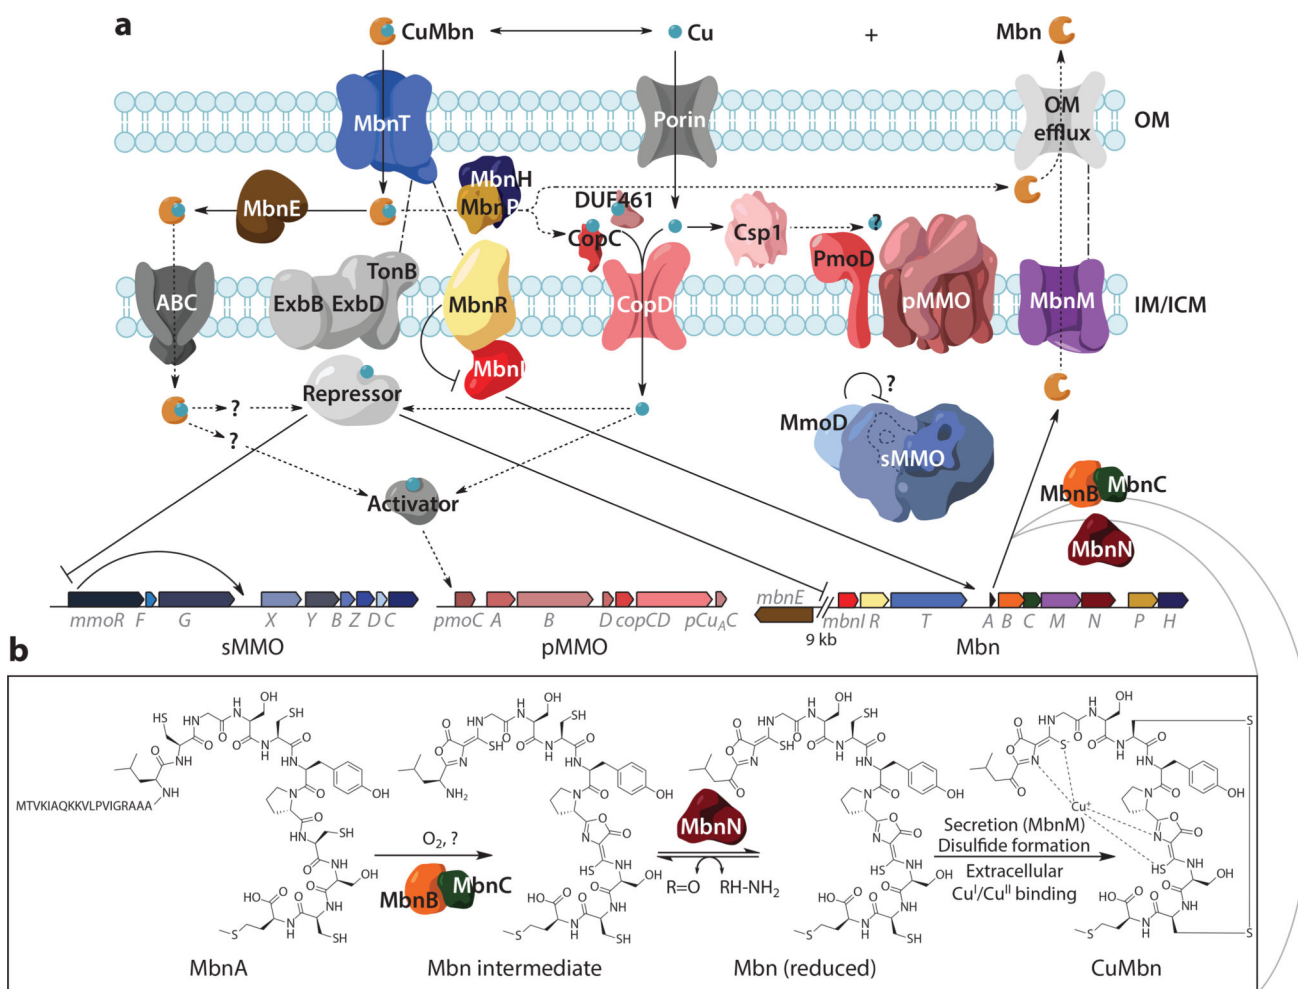 a
CuMbn
Cu
+
Mbn
MbnT
Porin
OM efflux
OM
MbnE
MbnH
MbnP
DUF461
CopC
Csp1
?
PmoD
ABC
ExbB
ExbD
TonB
MbnR
CopD
pMMO
MbnM
IM/ICM
MbnI
Repressor
?
?
MmoD
?
sMMO
MbnB
MbnC
MbnN
Activator
mmoR F G X Y B Z D C
sMMO
pmoC A B D copCD pCuAC
pMMO
mbnE
9 kb
mbnI R T A B C M N P H
Mbn
b
HS
OH
SH
MTVKIAQKKVLPVIGRAAA
MbnA
O2, ?
MbnB
MbnC
Mbn intermediate
MbnN
R=O
RH-NH2
Mbn (reduced)
Secretion (MbnM)
Disulfide formation
Extracellular
CuI/CuII binding
Cu+
CuMbn